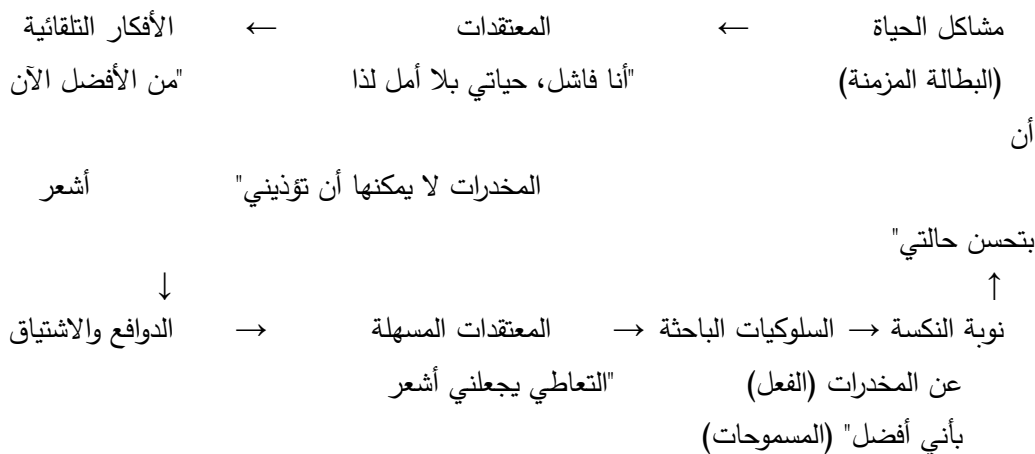 مشاكل الحياة ← المعتقدات ← الأفكار التلقائية
(البطالة المزمنة) "أنا فاشل، حياتي بلا أمل لذا "من الأفضل الآن
أن
المخدرات لا يمكنها أن تؤذيني" أشعر
بتحسن حالتي"
↑ ↓
نوبة النكسة → السلوكيات الباحثة → المعتقدات المسهلة → الدوافع والاشتياق
عن المخدرات (الفعل) "التعاطي يجعلني أشعر
بأني أفضل" (المسموحات)